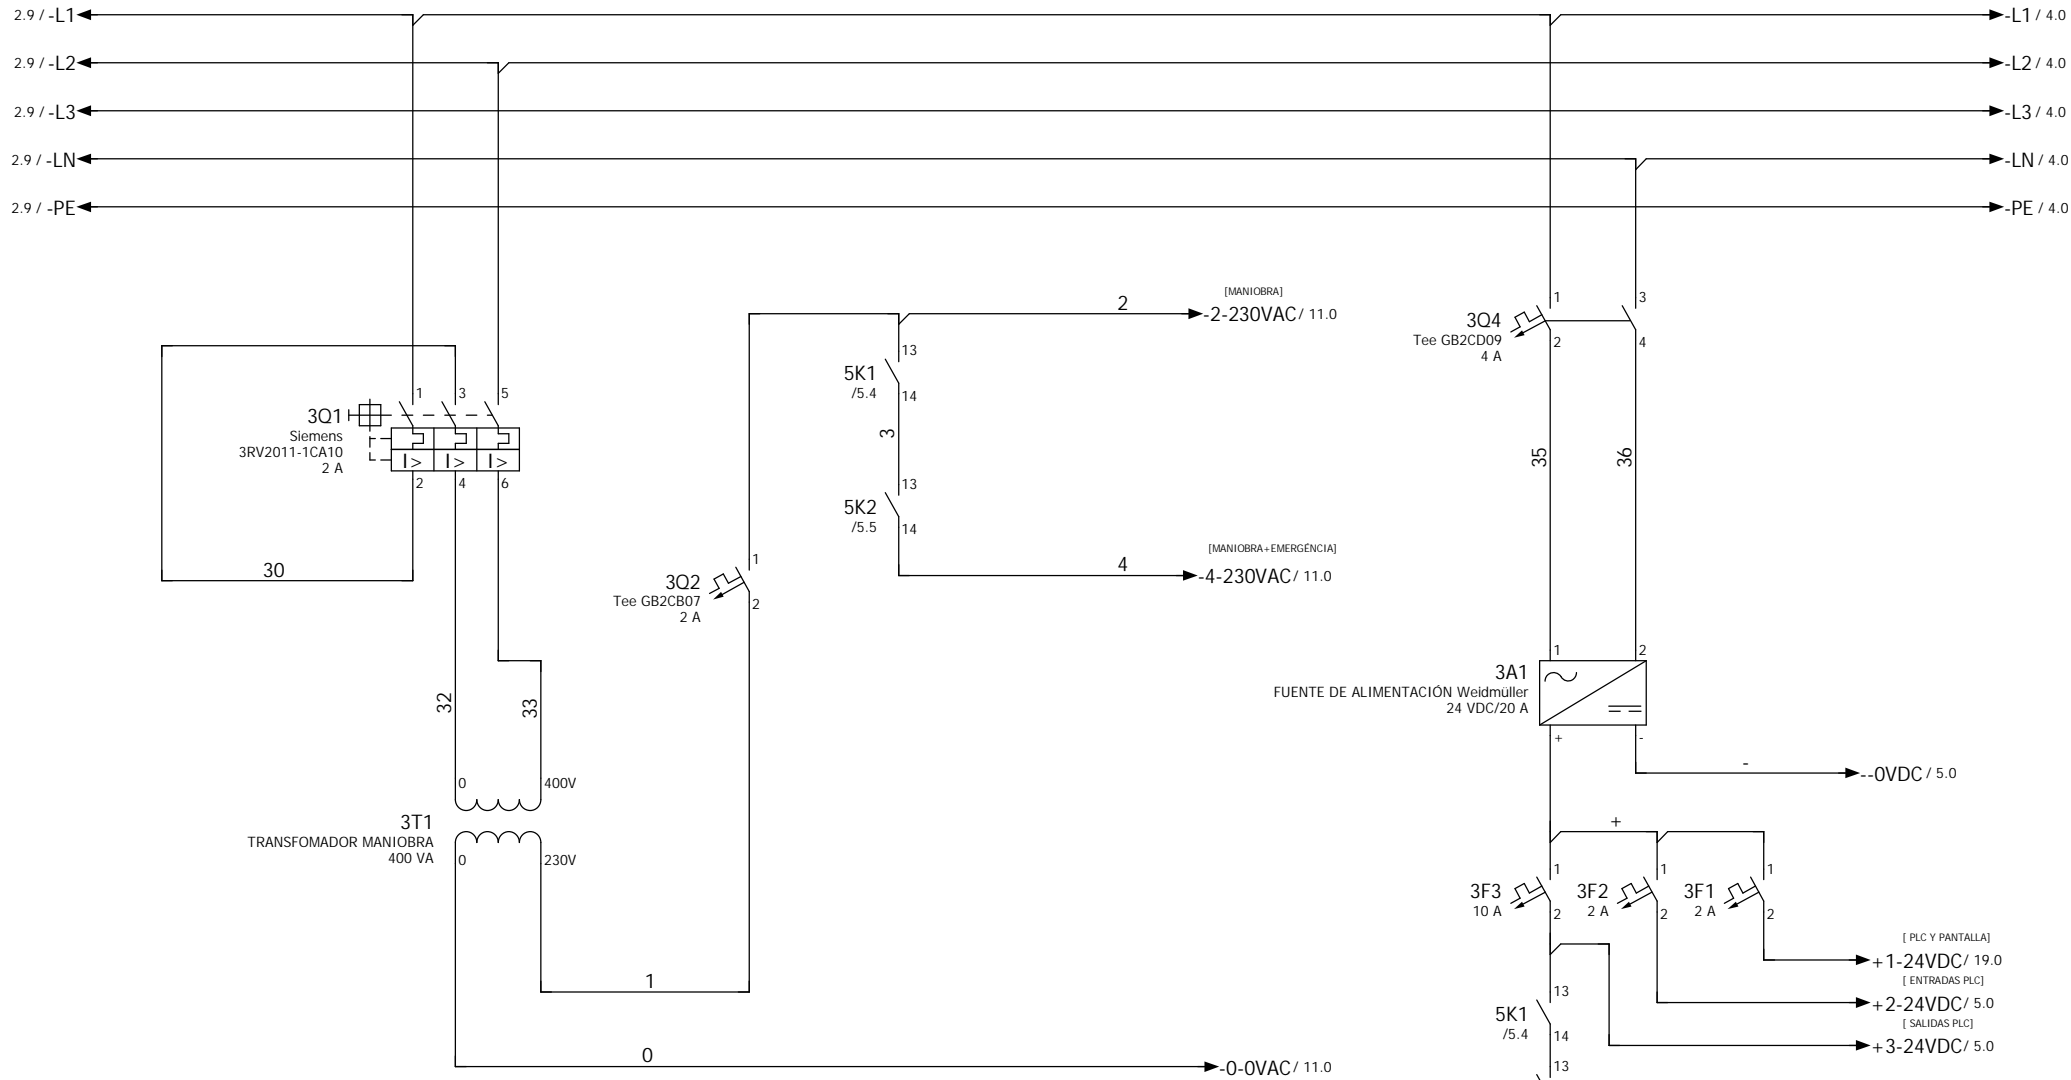 2.9 / -L1
-L1 / 4.0
2.9 / -L2
-L2 / 4.0
2.9 / -L3
-L3 / 4.0
2.9 / -LN
-LN / 4.0
2.9 / -PE
-PE / 4.0
[MANIOBRA]
2
-2-230VAC / 11.0
1
3
3Q4
Tee GB2CD09
4 A
2
4
13
5K1
/5.4
14
3
13
5K2
/5.5
14
[MANIOBRA+EMERGÉNCIA]
4
-4-230VAC / 11.0
1
3
5
3Q1
Siemens
3RV2011-1CA10
2 A
I >
I >
I >
2
4
6
30
35
36
1
3Q2
Tee GB2CB07
2 A
2
32
33
1
2
3A1
FUENTE DE ALIMENTACIÓN Weidmüller
24 VDC/20 A
+
-
-
--0VDC / 5.0
0
400V
3T1
TRANSFOMADOR MANIOBRA
400 VA
0
230V
+
1
3F3
10 A
2
1
3F2
2 A
2
1
3F1
2 A
2
[ PLC Y PANTALLA]
+1-24VDC / 19.0
[ ENTRADAS PLC]
+2-24VDC / 5.0
[ SALIDAS PLC]
+3-24VDC / 5.0
1
13
5K1
/5.4
14
13
0
-0-0VAC / 11.0